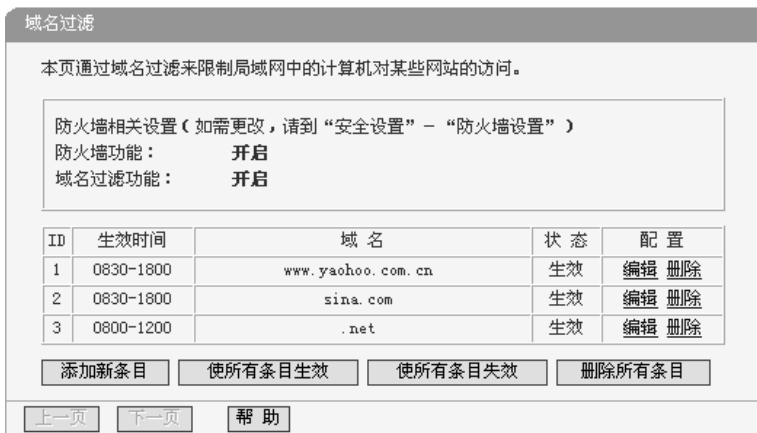 域名过滤
本页通过域名过滤来限制局域网中的计算机对某些网站的访问。
防火墙相关设置(如需更改,请到“安全设置”-“防火墙设置”)
防火墙功能: 开启
域名过滤功能: 开启
ID 生效时间 域 名 状 态 配 置
1 0830-1800 www.yaohoo.com.cn 生效 编辑 删除
2 0830-1800 sina.com 生效 编辑 删除
3 0800-1200 .net 生效 编辑 删除
添加新条目 使所有条目生效 使所有条目失效 删除所有条目
上一页 下一页 帮 助